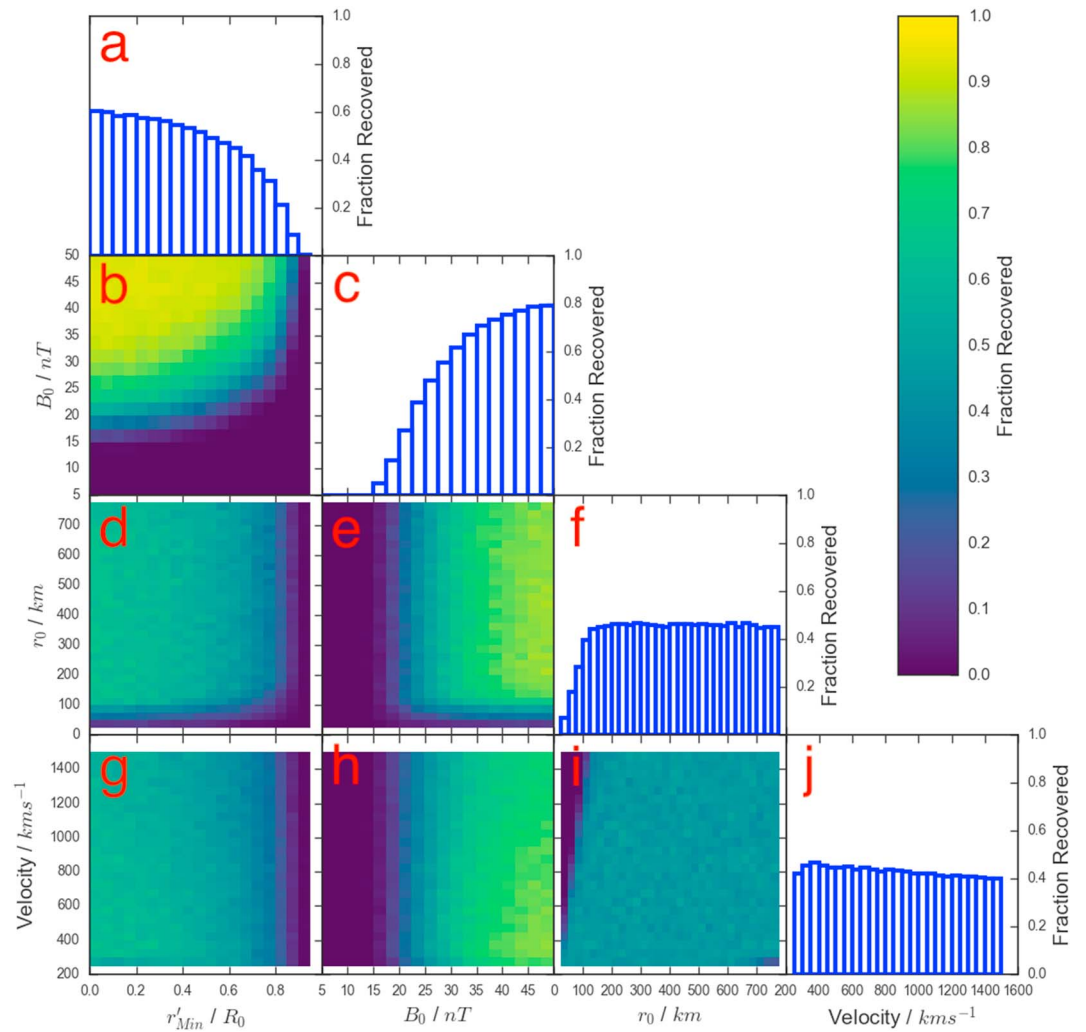 a
1.0
0.8
0.6
0.4
0.2
Fraction Recovered
b
50
45
40
35
30
25
20
15
10
5
B₀ / nT
c
1.0
0.8
0.6
0.4
0.2
Fraction Recovered
d
700
600
500
400
300
200
100
0
r₀ / km
e
f
1.0
0.8
0.6
0.4
0.2
Fraction Recovered
g
1400
1200
1000
800
600
400
200
Velocity / kms⁻¹
h
i
j
1.0
0.8
0.6
0.4
0.2
0.0
Fraction Recovered
0.0 0.2 0.4 0.6 0.8
r′Min / R₀
5 10 15 20 25 30 35 40 45
B₀ / nT
0 100 200 300 400 500 600 700 200
r₀ / km
400 600 800 1000 1200 1400 1600
Velocity / kms⁻¹
1.0
0.9
0.8
0.7
0.6
0.5
0.4
0.3
0.2
0.1
0.0
Fraction Recovered